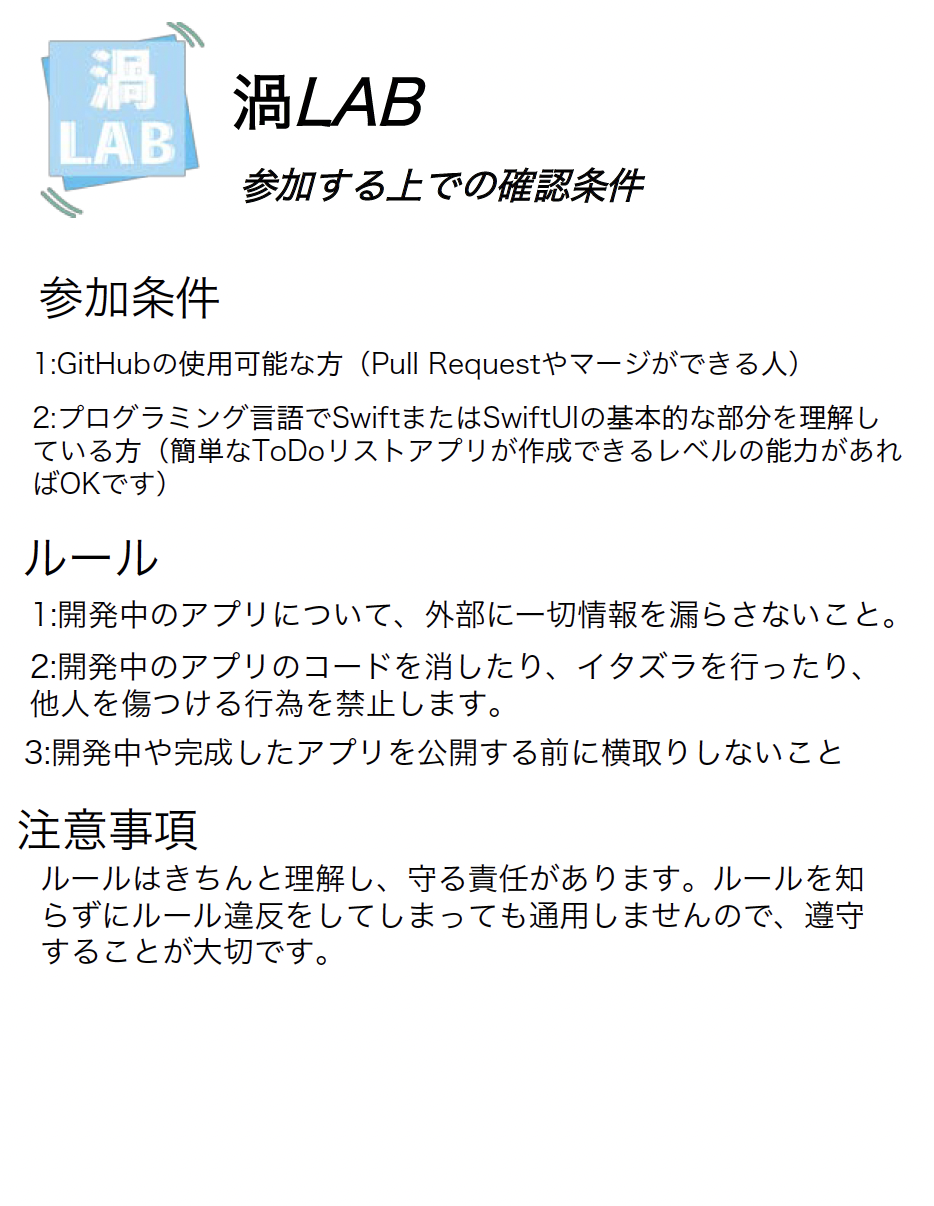 渦
LAB
渦LAB
参加する上での確認条件
参加条件
1:GitHubの使用可能な方（Pull Requestやマージができる人）
2:プログラミング言語でSwiftまたはSwiftUIの基本的な部分を理解し
ている方（簡単なToDoリストアプリが作成できるレベルの能力があれ
ばOKです）
ルール
1:開発中のアプリについて、外部に一切情報を漏らさないこと。
2:開発中のアプリのコードを消したり、イタズラを行ったり、
他人を傷つける行為を禁止します。
3:開発中や完成したアプリを公開する前に横取りしないこと
注意事項
ルールはきちんと理解し、守る責任があります。ルールを知
らずにルール違反をしてしまっても通用しませんので、遵守
することが大切です。